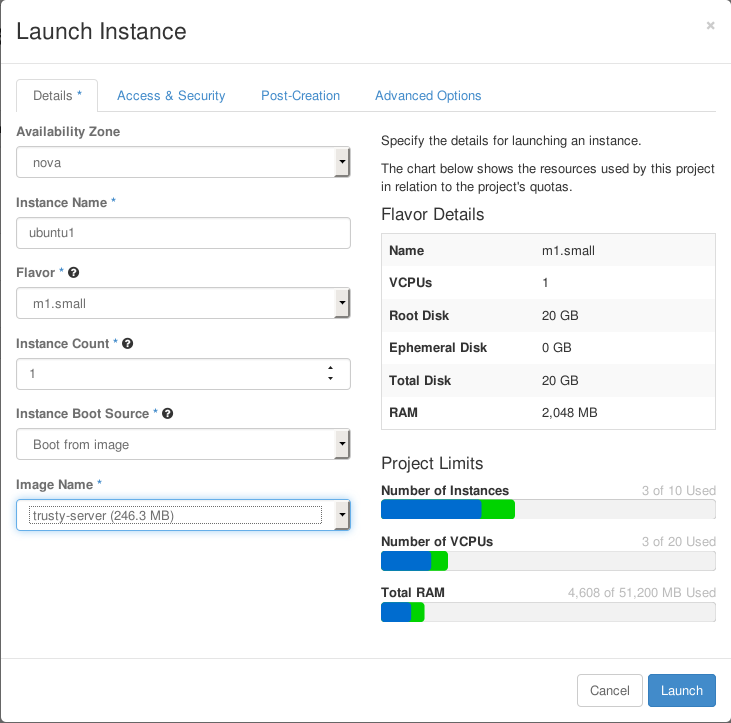 Launch Instance
×
Details *
Access & Security
Post-Creation
Advanced Options
Availability Zone
nova
Instance Name *
ubuntu1
Flavor * ?
m1.small
Instance Count * ?
1
Instance Boot Source * ?
Boot from image
Image Name *
trusty-server (246.3 MB)
Specify the details for launching an instance.
The chart below shows the resources used by this project
in relation to the project's quotas.
Flavor Details
Name m1.small
VCPUs 1
Root Disk 20 GB
Ephemeral Disk 0 GB
Total Disk 20 GB
RAM 2,048 MB
Project Limits
Number of Instances 3 of 10 Used
Number of VCPUs 3 of 20 Used
Total RAM 4,608 of 51,200 MB Used
Cancel
Launch